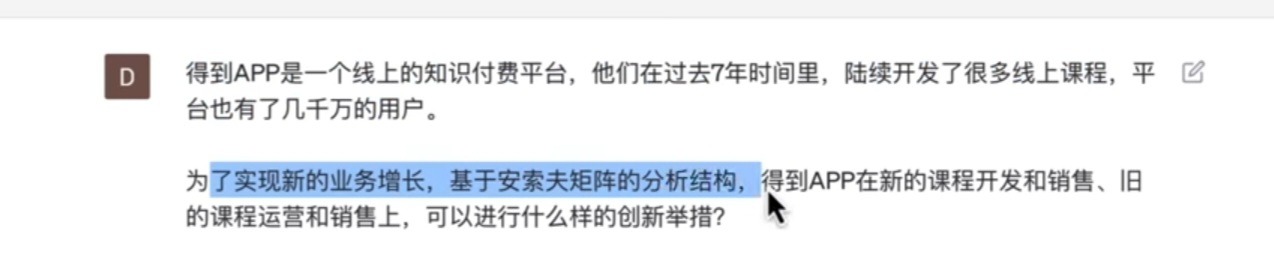 D
得到APP是一个线上的知识付费平台，他们在过去7年时间里，陆续开发了很多线上课程，平
台也有了几千万的用户。
为了实现新的业务增长，基于安索夫矩阵的分析结构，得到APP在新的课程开发和销售、旧
的课程运营和销售上，可以进行什么样的创新举措？